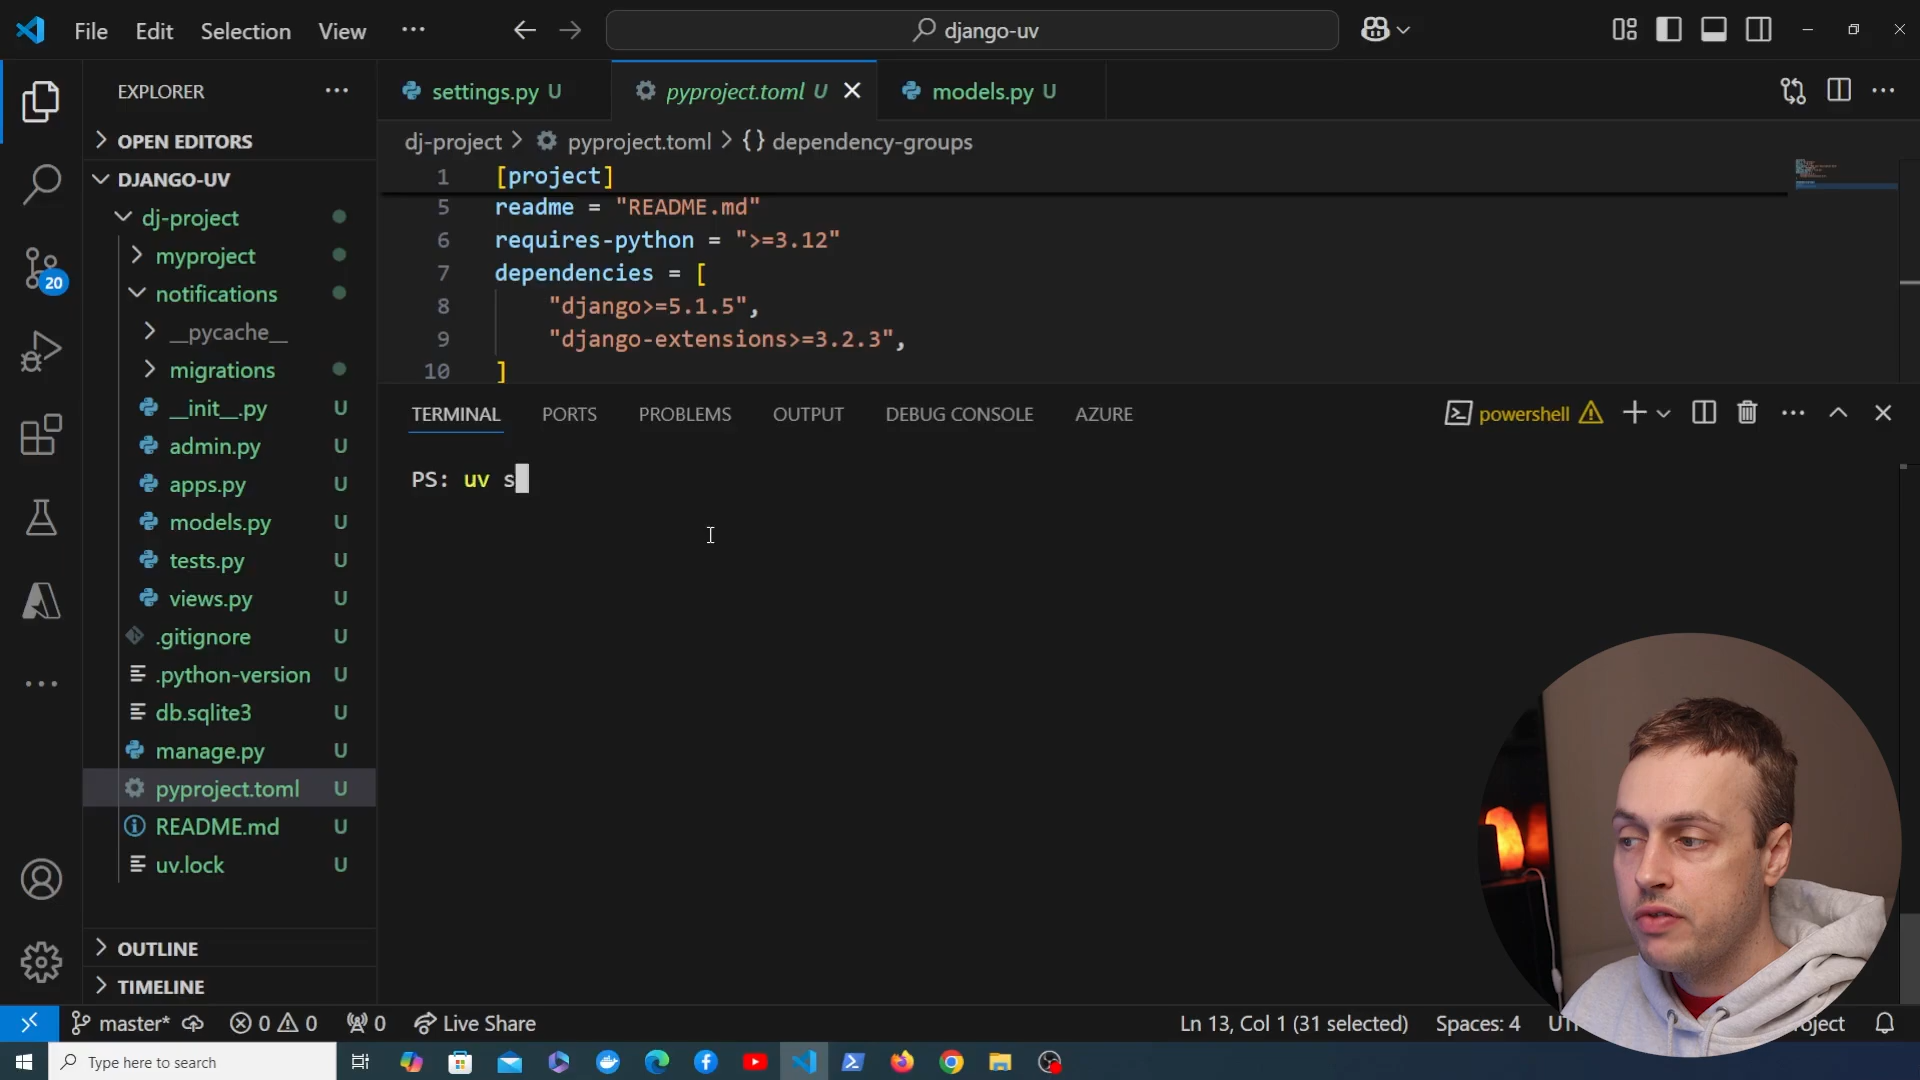 File Edit Selection View ... django-uv
EXPLORER ...
OPEN EDITORS
DJANGO-UV
dj-project
myproject
notifications
__pycache__
migrations
__init__.py U
admin.py U
apps.py U
models.py U
tests.py U
views.py U
.gitignore U
.python-version U
db.sqlite3 U
manage.py U
pyproject.toml U
README.md U
uv.lock U
OUTLINE
TIMELINE
20
settings.py U pyproject.toml U models.py U
dj-project > pyproject.toml > {} dependency-groups
1 [project]
5 readme = "README.md"
6 requires-python = ">=3.12"
7 dependencies = [
8 "django>=5.1.5",
9 "django-extensions>=3.2.3",
10 ]
TERMINAL PORTS PROBLEMS OUTPUT DEBUG CONSOLE AZURE powershell
PS: uv s
master* 0 0 0 Live Share Ln 13, Col 1 (31 selected) Spaces: 4
Type here to search